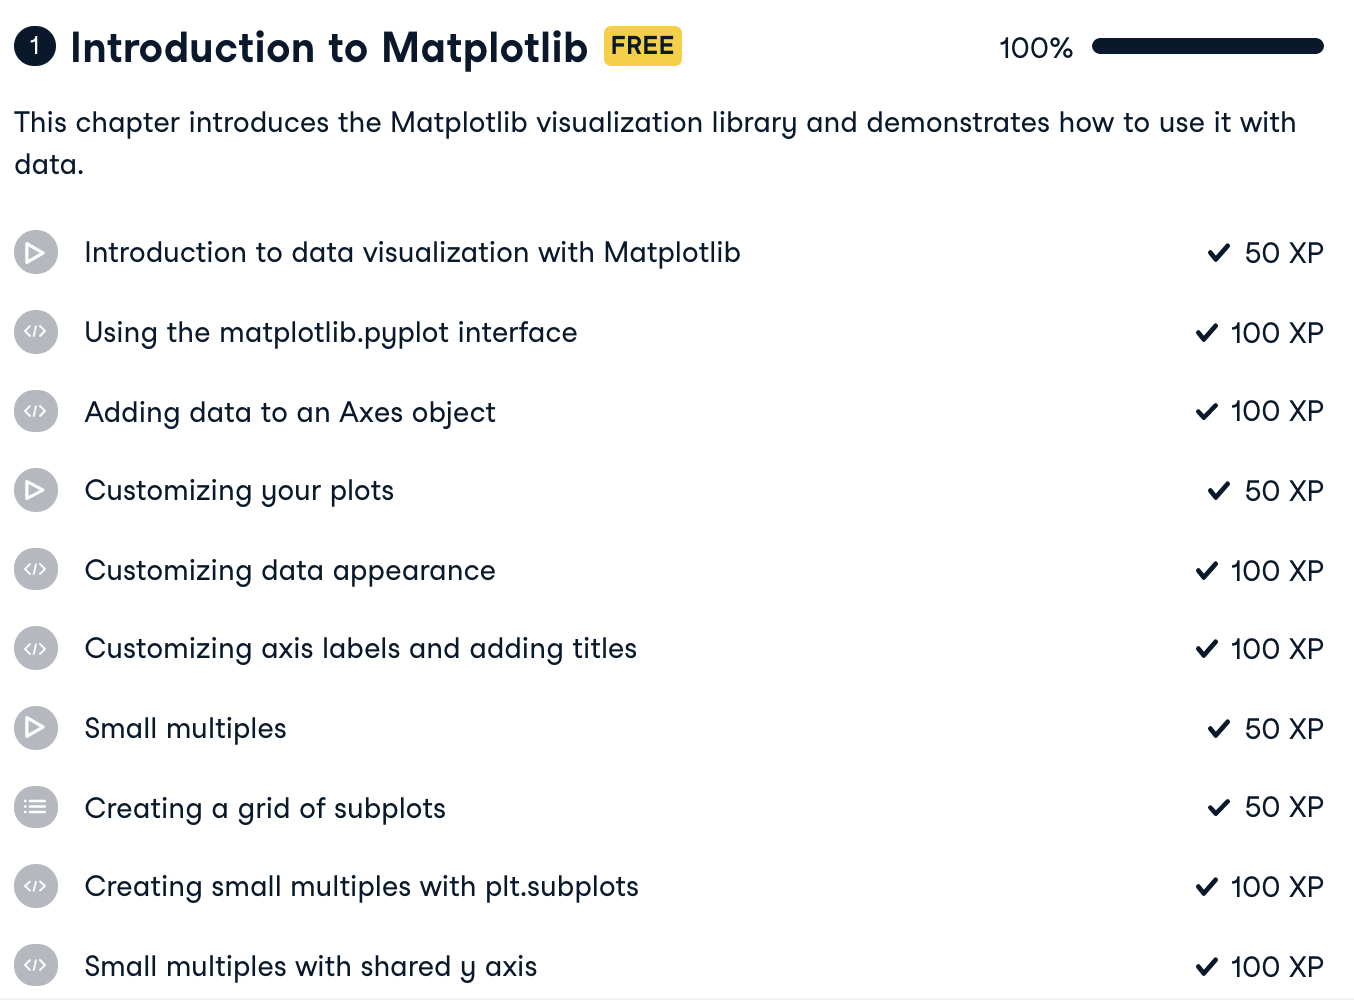 1 Introduction to Matplotlib FREE 100%
This chapter introduces the Matplotlib visualization library and demonstrates how to use it with
data.
Introduction to data visualization with Matplotlib 50 XP
Using the matplotlib.pyplot interface 100 XP
Adding data to an Axes object 100 XP
Customizing your plots 50 XP
Customizing data appearance 100 XP
Customizing axis labels and adding titles 100 XP
Small multiples 50 XP
Creating a grid of subplots 50 XP
Creating small multiples with plt.subplots 100 XP
Small multiples with shared y axis 100 XP